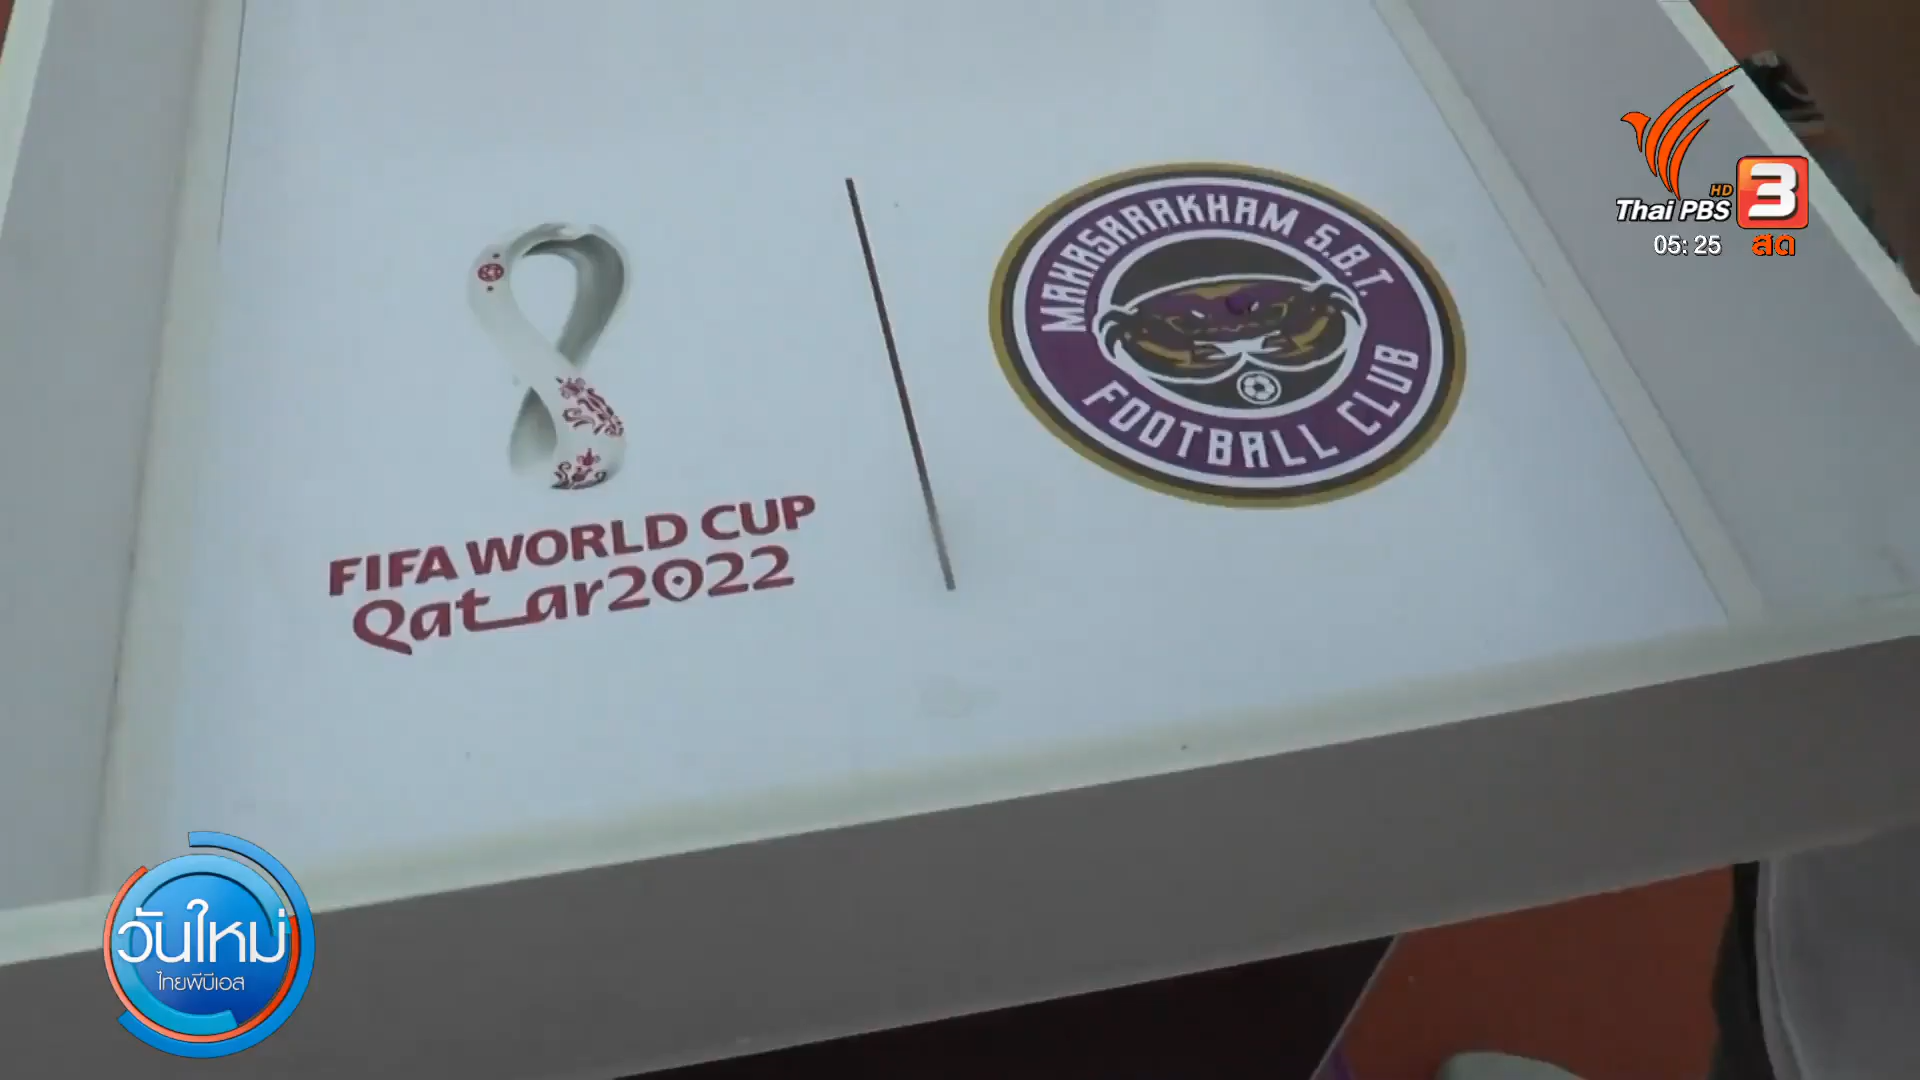 HD
Thai PBS 3
05:25 สด
MAHASARAKHAM S.B.T.
FOOTBALL CLUB
FIFA WORLD CUP
Qatar2022
วันใหม่
ไทยพีบีเอส